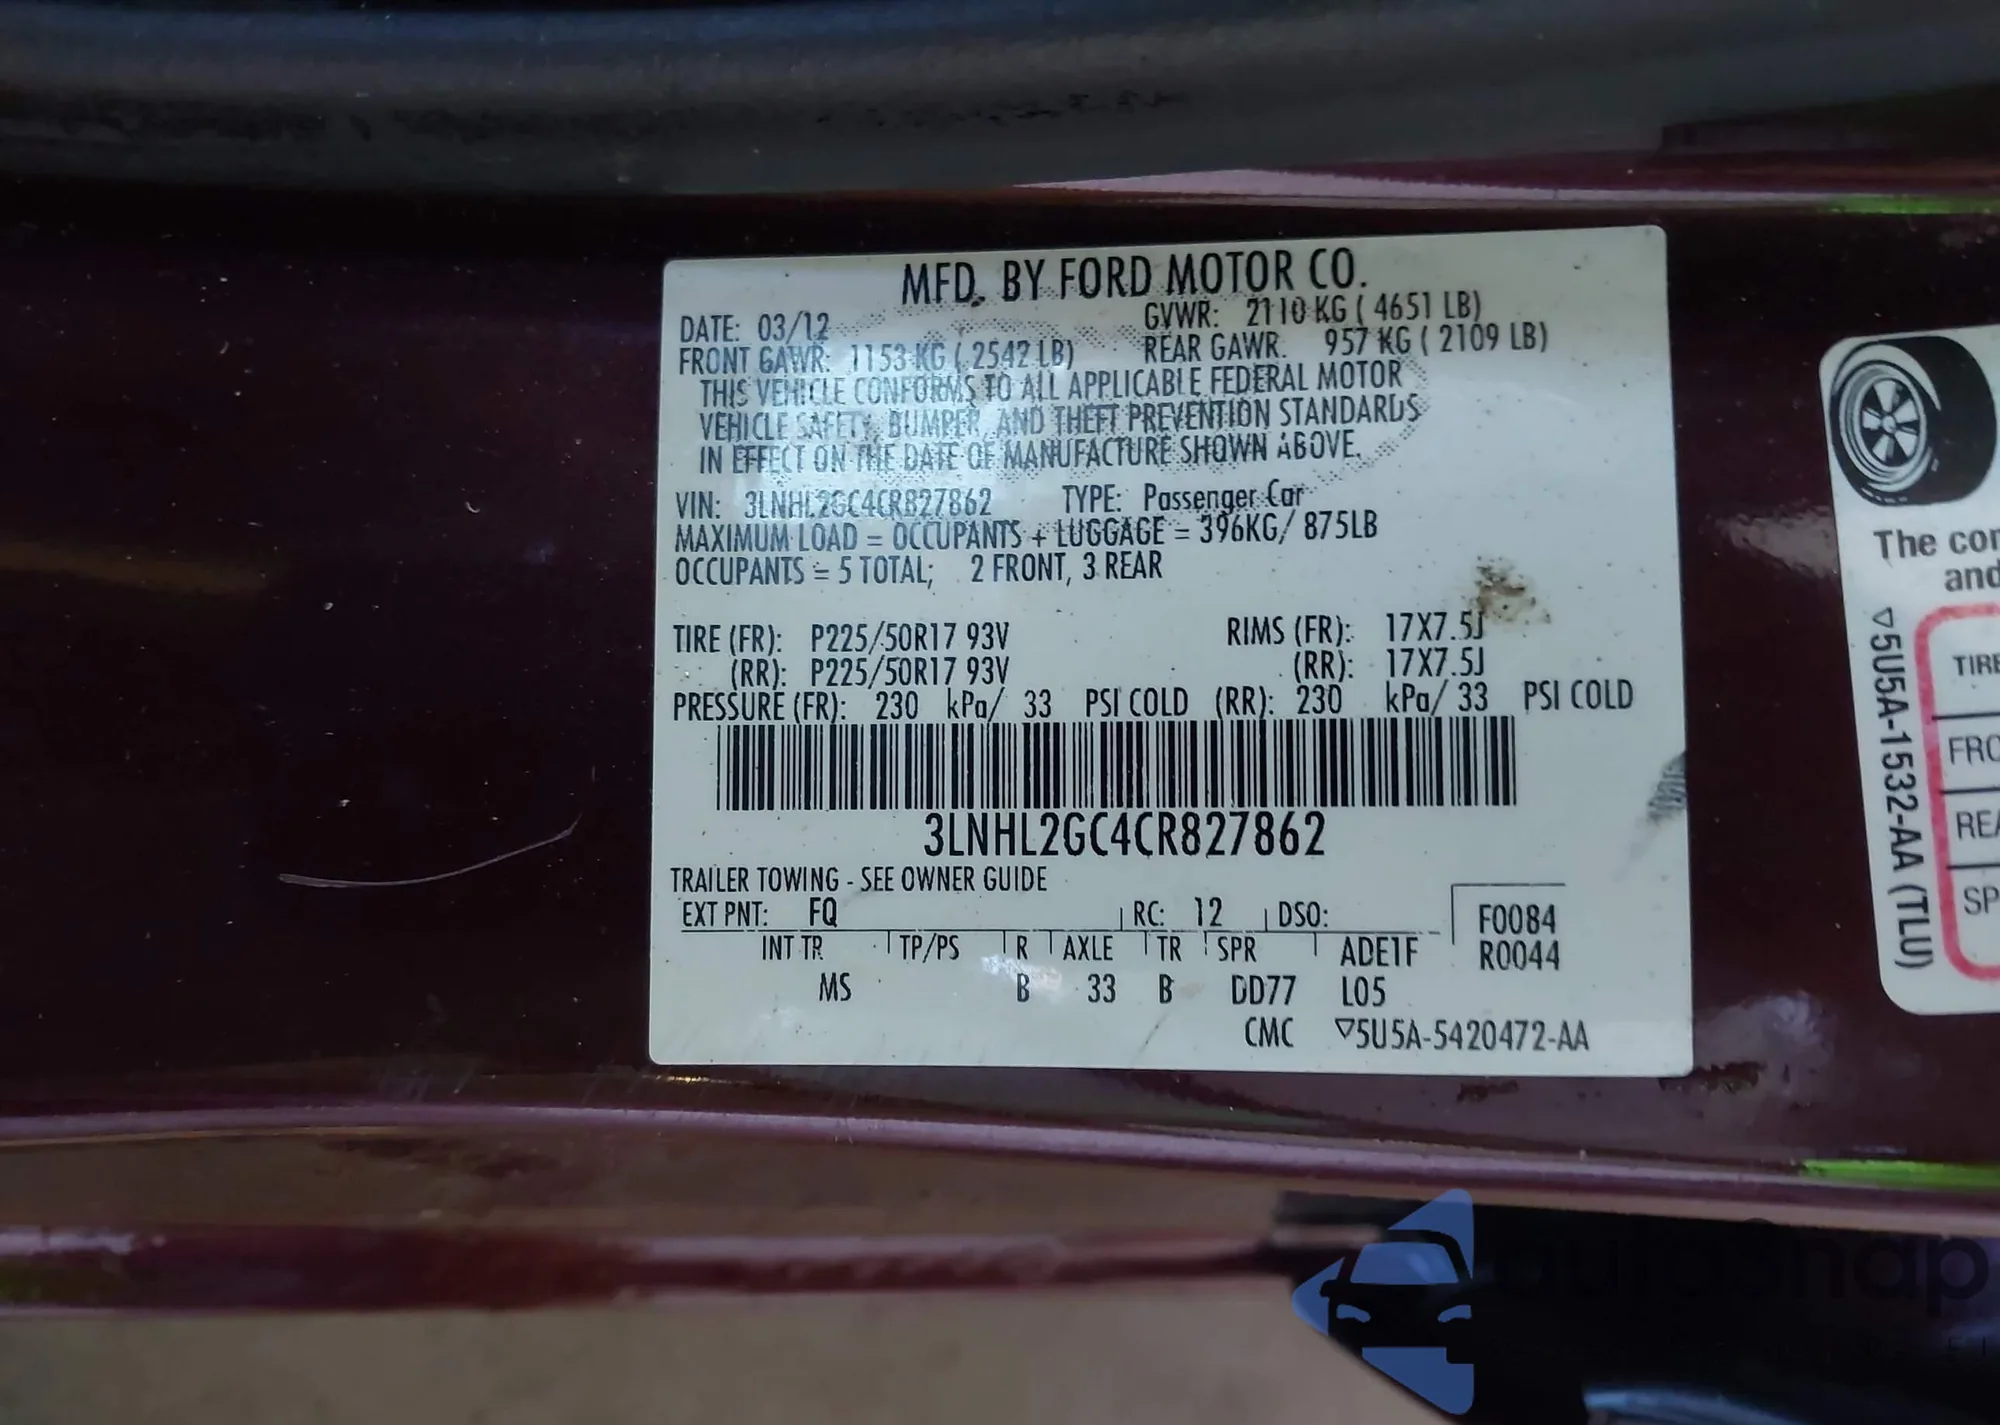 MFD. BY FORD MOTOR CO.
DATE: 03/12 GVWR: 2110 KG ( 4651 LB)
FRONT GAWR: 1153 KG ( 2542 LB) REAR GAWR: 957 KG ( 2109 LB)
THIS VEHICLE CONFORMS TO ALL APPLICABLE FEDERAL MOTOR
VEHICLE SAFETY, BUMPER, AND THEFT PREVENTION STANDARDS
IN EFFECT ON THE DATE OF MANUFACTURE SHOWN ABOVE.
VIN: 3LNHL2GC4CR827862 TYPE: Passenger Car
MAXIMUM LOAD = OCCUPANTS + LUGGAGE = 396KG/ 875LB
OCCUPANTS = 5 TOTAL; 2 FRONT, 3 REAR
TIRE (FR): P225/50R17 93V RIMS (FR): 17X7.5J
(RR): P225/50R17 93V (RR): 17X7.5J
PRESSURE (FR): 230 kPa/ 33 PSI COLD (RR): 230 kPa/ 33 PSI COLD
3LNHL2GC4CR827862
TRAILER TOWING - SEE OWNER GUIDE
EXT PNT: FQ RC: 12 DSO: F0084
INT TR TP/PS R AXLE TR SPR ADE1F R0044
MS B 33 B DD77 L05
CMC ▽5U5A-5420472-AA
The con
and
▽5U5A-1532-AA (TLU)
TIRE
FRO
REA
SP